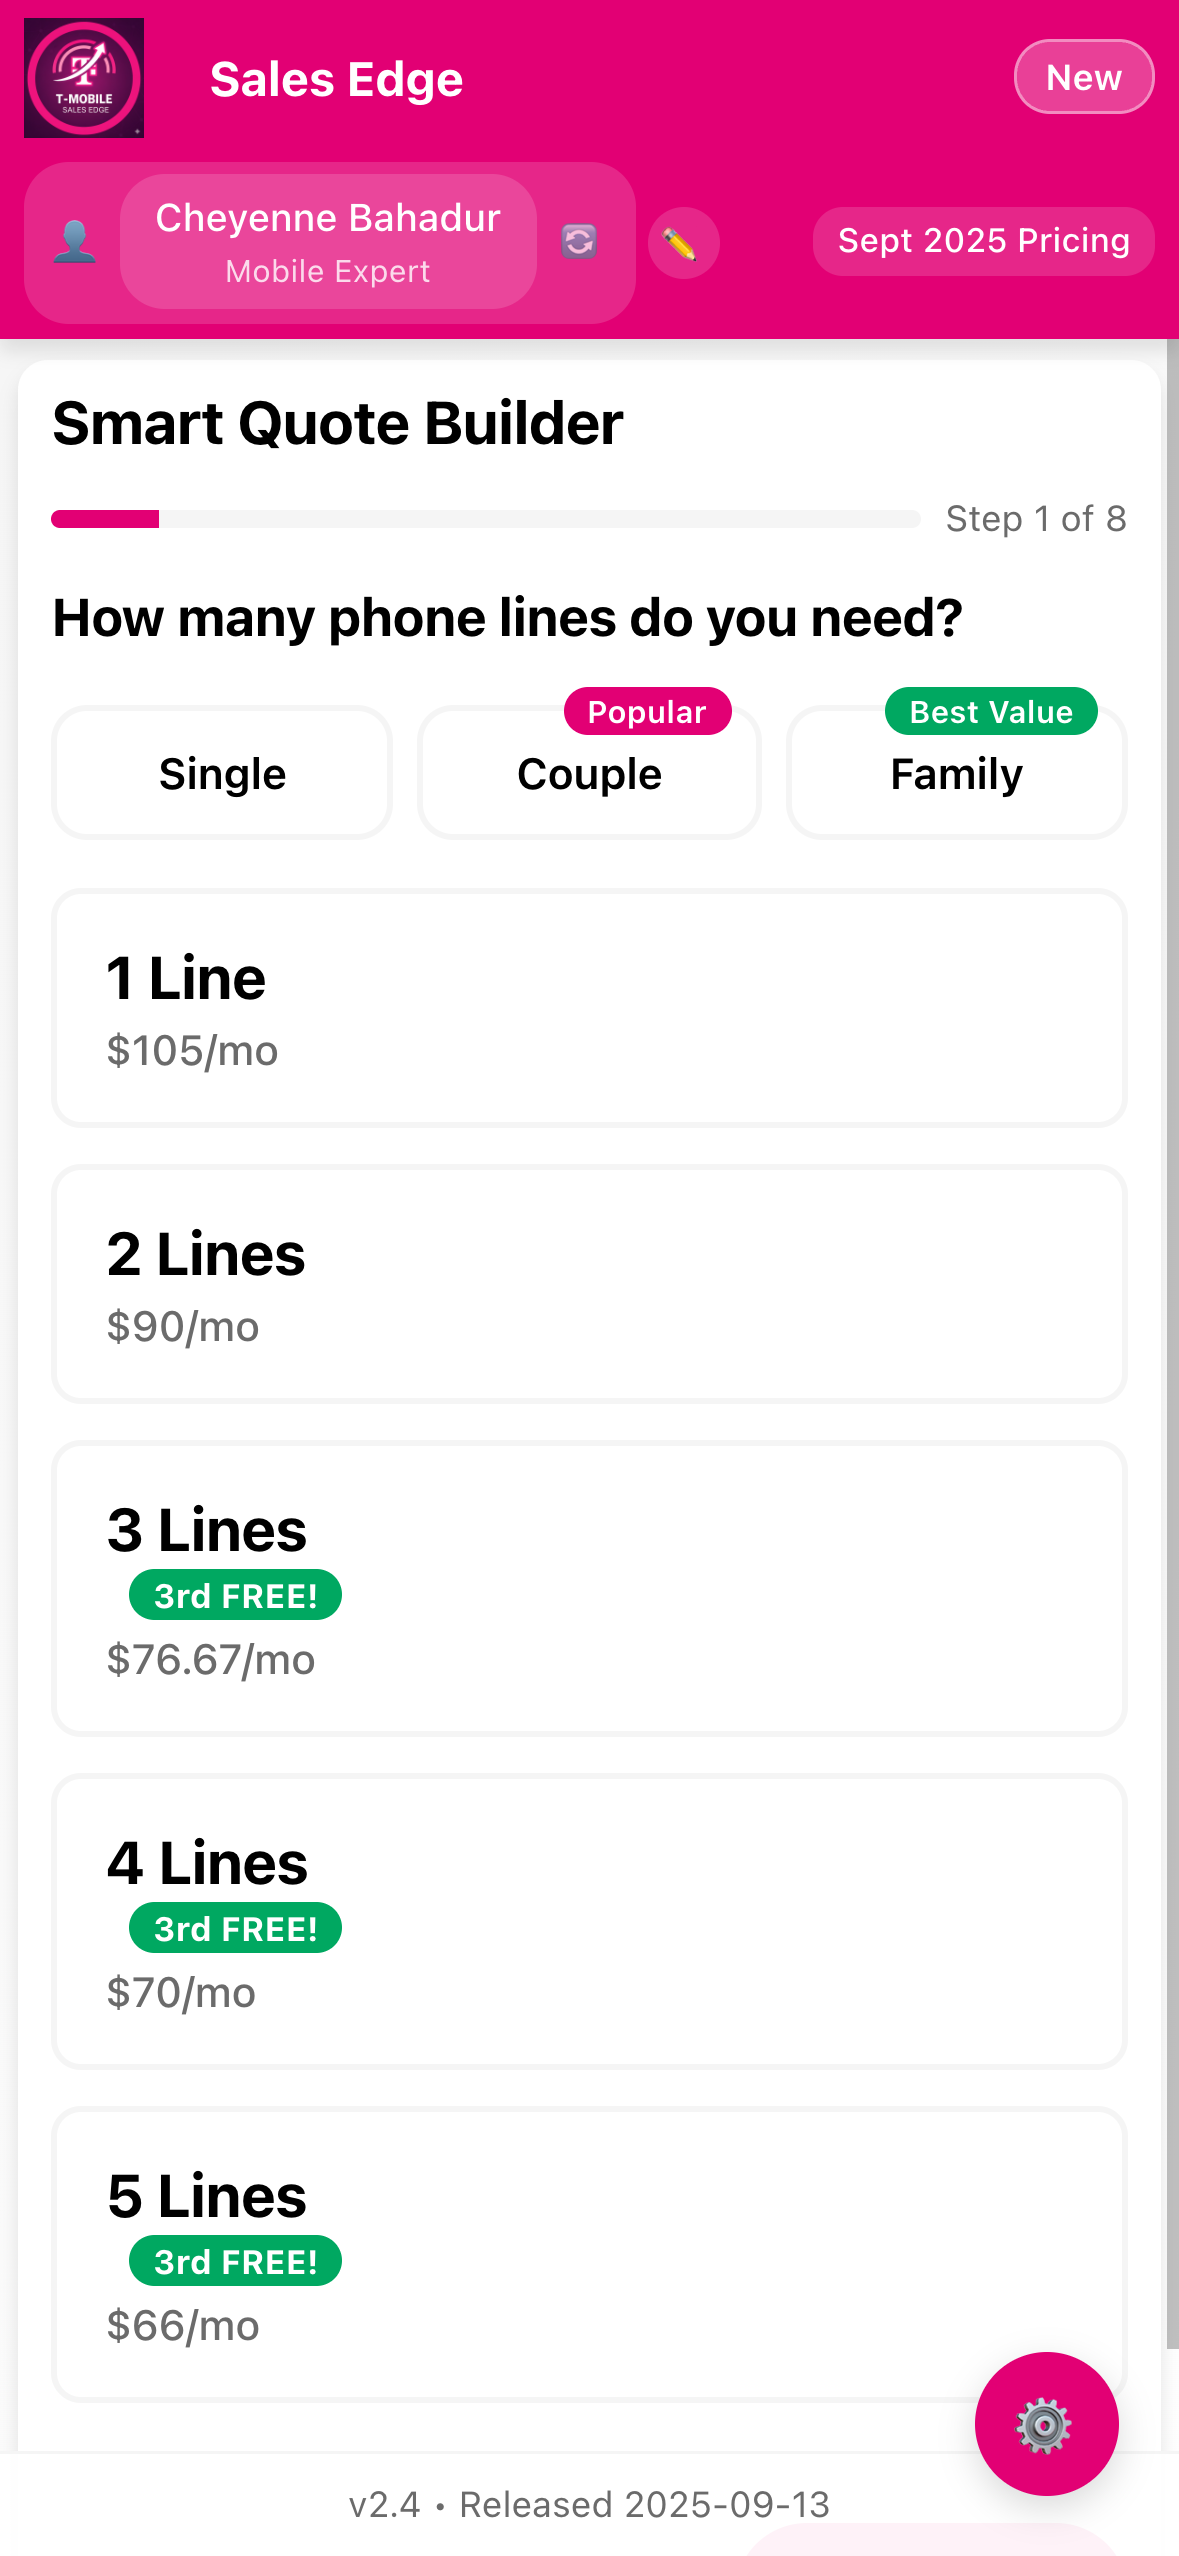 T-MOBILE
SALES EDGE
Sales Edge
New
Cheyenne Bahadur
Mobile Expert
Sept 2025 Pricing
Smart Quote Builder
Step 1 of 8
How many phone lines do you need?
Single
Popular
Couple
Best Value
Family
1 Line
$105/mo
2 Lines
$90/mo
3 Lines
3rd FREE!
$76.67/mo
4 Lines
3rd FREE!
$70/mo
5 Lines
3rd FREE!
$66/mo
v2.4 • Released 2025-09-13